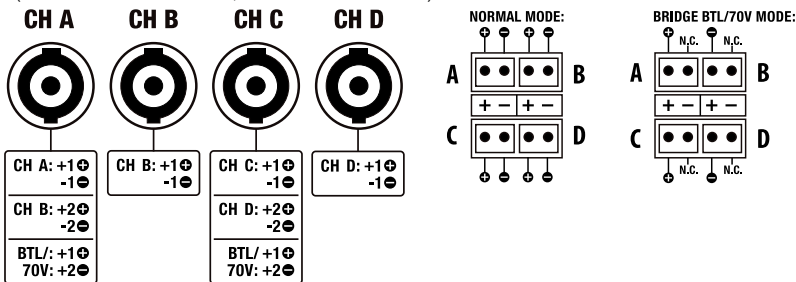 CH A
CH B
CH C
CH D
CH A: +1⊕
-1⊖
CH B: +2⊕
-2⊖
BTL/: +1⊕
70V: +2⊖
CH B: +1⊕
-1⊖
CH C: +1⊕
-1⊖
CH D: +2⊕
-2⊖
BTL/ +1⊕
70V: +2⊖
CH D: +1⊕
-1⊖
NORMAL MODE:
⊕ ⊖ ⊕ ⊖
A B
+ − + −
C D
⊕ ⊖ ⊕ ⊖
BRIDGE BTL/70V MODE:
⊕ N.C. ⊖ N.C.
A B
+ − + −
C D
⊕ N.C. ⊖ N.C.